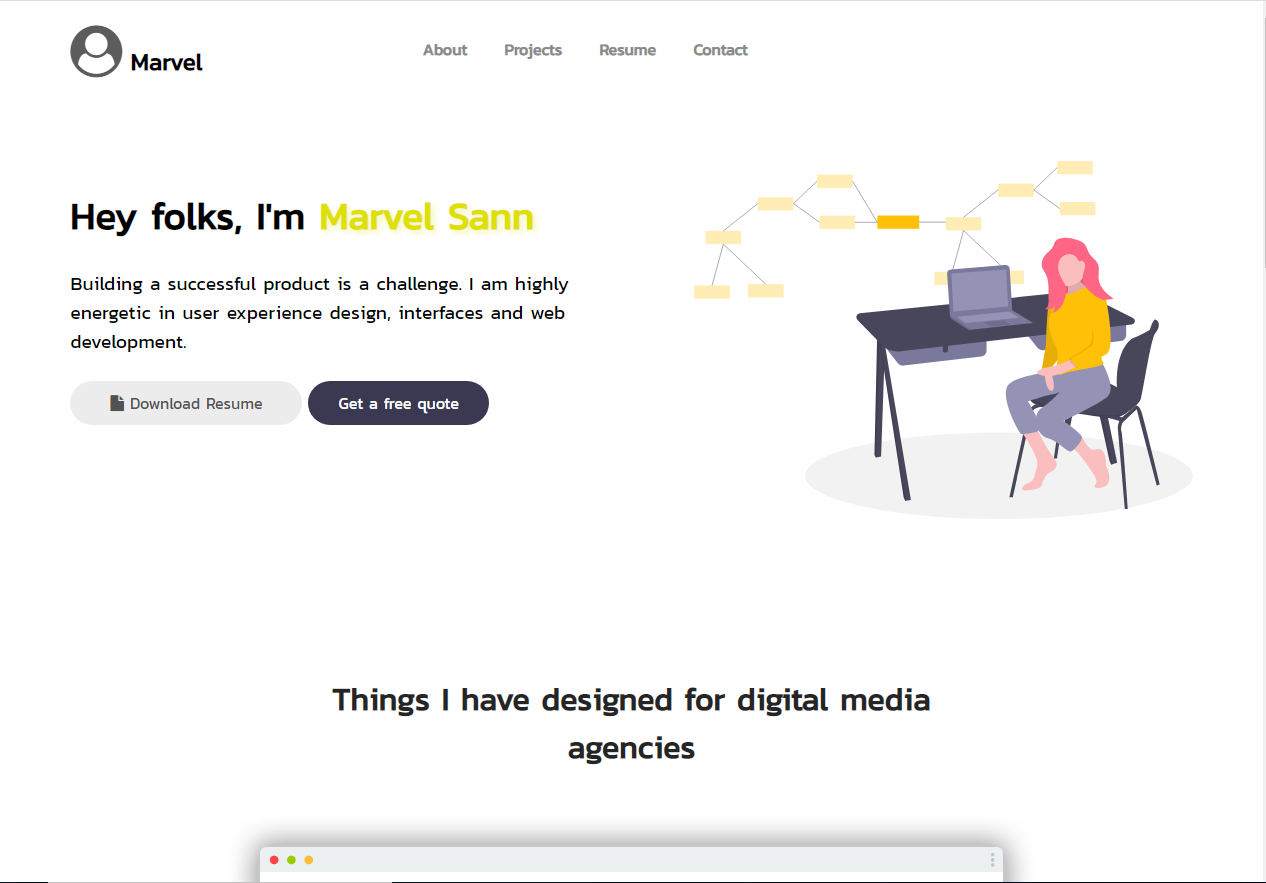 Marvel
About Projects Resume Contact
Hey folks, I'm Marvel Sann
Building a successful product is a challenge. I am highly
energetic in user experience design, interfaces and web
development.
Download Resume
Get a free quote
Things I have designed for digital media
agencies